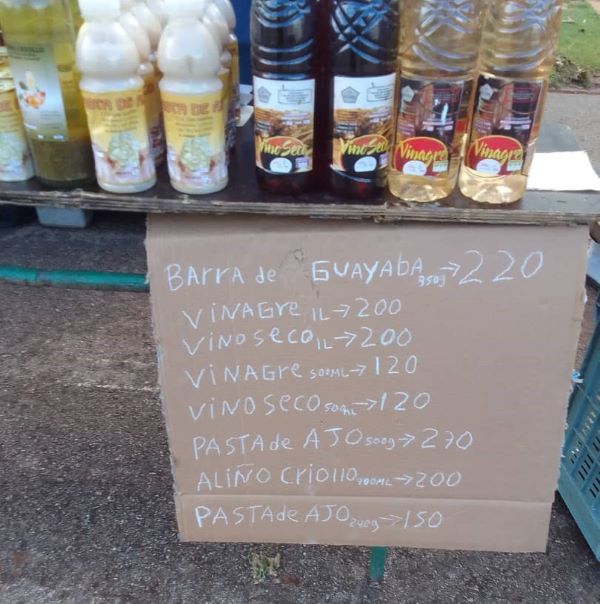 Vino Seco
Vino Seco
Vinagre
Vinagre
BArrA de GUAYABA 350g→220
VINAGRE 1L→200
VINO SECO 1L→200
VINAGre 500ML→120
VINO SECO 500ML→120
PASTA de AJO 500g→270
ALIÑO CrIOllO 900ML→200
PASTA de AJO 240g→150